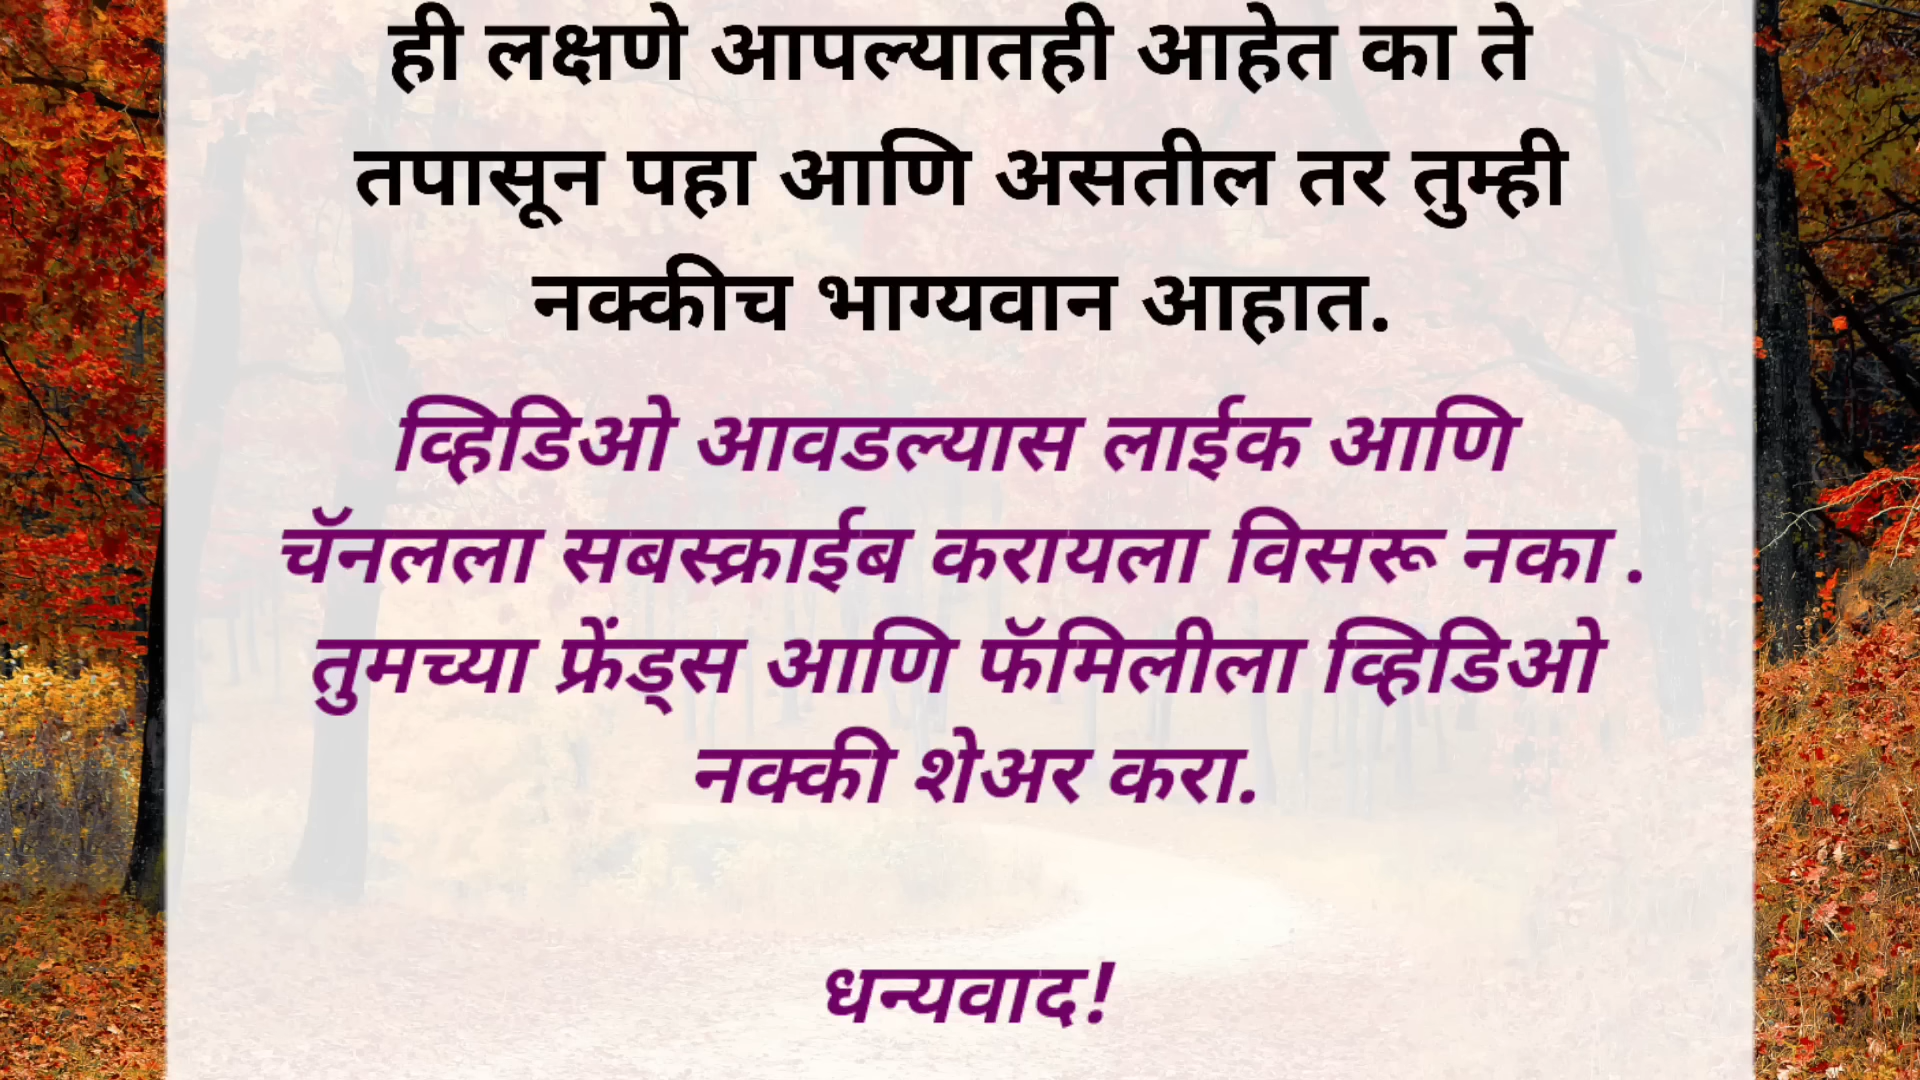 ही लक्षणे आपल्यातही आहेत का ते
तपासून पहा आणि असतील तर तुम्ही
नक्कीच भाग्यवान आहात.
व्हिडिओ आवडल्यास लाईक आणि
चॅनलला सबस्क्राईब करायला विसरू नका .
तुमच्या फ्रेंड्स आणि फॅमिलीला व्हिडिओ
नक्की शेअर करा.
धन्यवाद!